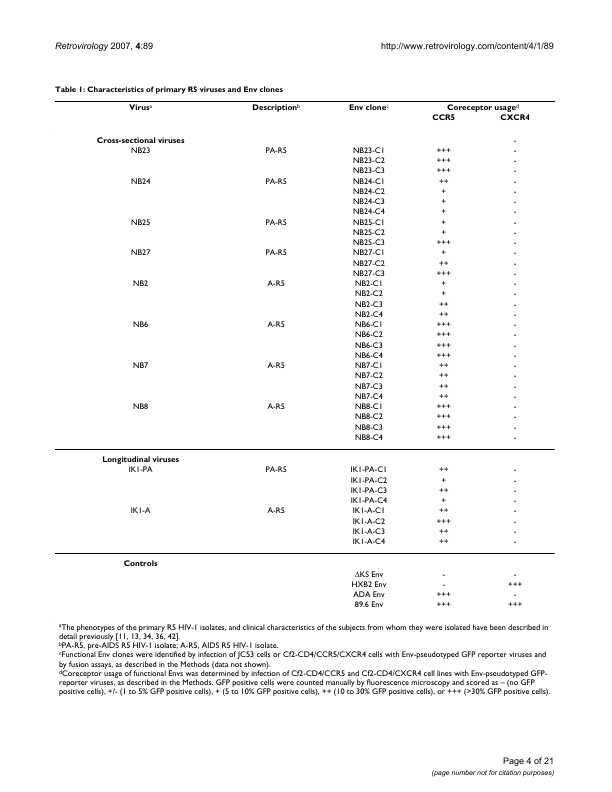 Retrovirology 2007, 4:89 http://www.retrovirology.com/content/4/1/89
Table 1: Characteristics of primary R5 viruses and Env clones
Virusa Descriptionb Env clonec Coreceptor usaged
CCR5 CXCR4
-
Cross-sectional viruses
NB23 PA-R5 NB23-C1 +++ -
NB23-C2 +++ -
NB23-C3 +++ -
NB24 PA-R5 NB24-C1 ++ -
NB24-C2 + -
NB24-C3 + -
NB24-C4 + -
NB25 PA-R5 NB25-C1 + -
NB25-C2 + -
NB25-C3 +++ -
NB27 PA-R5 NB27-C1 + -
NB27-C2 ++ -
NB27-C3 +++ -
NB2 A-R5 NB2-C1 + -
NB2-C2 + -
NB2-C3 ++ -
NB2-C4 ++ -
NB6 A-R5 NB6-C1 +++ -
NB6-C2 +++ -
NB6-C3 +++ -
NB6-C4 +++ -
NB7 A-R5 NB7-C1 ++ -
NB7-C2 ++ -
NB7-C3 ++ -
NB7-C4 ++ -
NB8 A-R5 NB8-C1 +++ -
NB8-C2 +++ -
NB8-C3 +++ -
NB8-C4 +++ -
Longitudinal viruses
IK1-PA PA-R5 IK1-PA-C1 ++ -
IK1-PA-C2 + -
IK1-PA-C3 ++ -
IK1-PA-C4 + -
IK1-A A-R5 IK1-A-C1 ++ -
IK1-A-C2 +++ -
IK1-A-C3 ++ -
IK1-A-C4 ++ -
Controls
ΔKS Env - -
HXB2 Env - +++
ADA Env +++ -
89.6 Env +++ +++
aThe phenotypes of the primary R5 HIV-1 isolates, and clinical characteristics of the subjects from whom they were isolated have been described in
detail previously [11, 13, 34, 36, 42].
bPA-R5, pre-AIDS R5 HIV-1 isolate; A-R5, AIDS R5 HIV-1 isolate.
cFunctional Env clones were identified by infection of JC53 cells or Cf2-CD4/CCR5/CXCR4 cells with Env-pseudotyped GFP reporter viruses and
by fusion assays, as described in the Methods (data not shown).
dCoreceptor usage of functional Envs was determined by infection of Cf2-CD4/CCR5 and Cf2-CD4/CXCR4 cell lines with Env-pseudotyped GFP-
reporter viruses, as described in the Methods. GFP positive cells were counted manually by fluorescence microscopy and scored as – (no GFP
positive cells), +/- (1 to 5% GFP positive cells), + (5 to 10% GFP positive cells), ++ (10 to 30% GFP positive cells), or +++ (>30% GFP positive cells).
Page 4 of 21
(page number not for citation purposes)